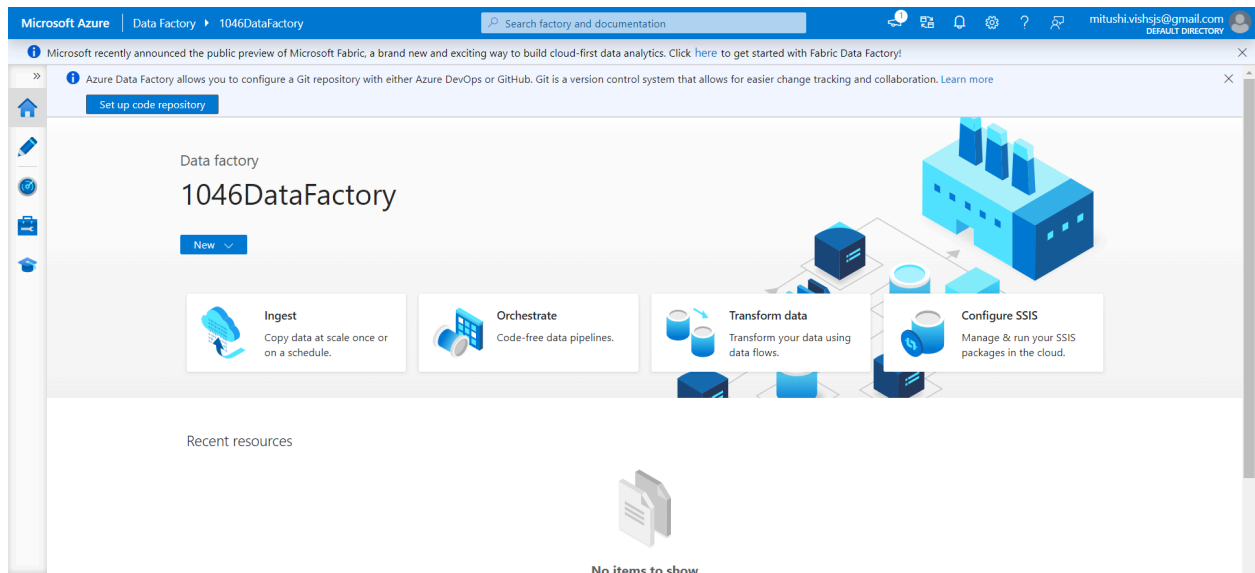 Microsoft Azure Data Factory 1046DataFactory Search factory and documentation 1 mitushi.vishsjs@gmail.com
DEFAULT DIRECTORY
Microsoft recently announced the public preview of Microsoft Fabric, a brand new and exciting way to build cloud-first data analytics. Click here to get started with Fabric Data Factory!
Azure Data Factory allows you to configure a Git repository with either Azure DevOps or GitHub. Git is a version control system that allows for easier change tracking and collaboration. Learn more
Set up code repository
Data factory
1046DataFactory
New
Ingest
Copy data at scale once or
on a schedule.
Orchestrate
Code-free data pipelines.
Transform data
Transform your data using
data flows.
Configure SSIS
Manage & run your SSIS
packages in the cloud.
Recent resources
No items to show